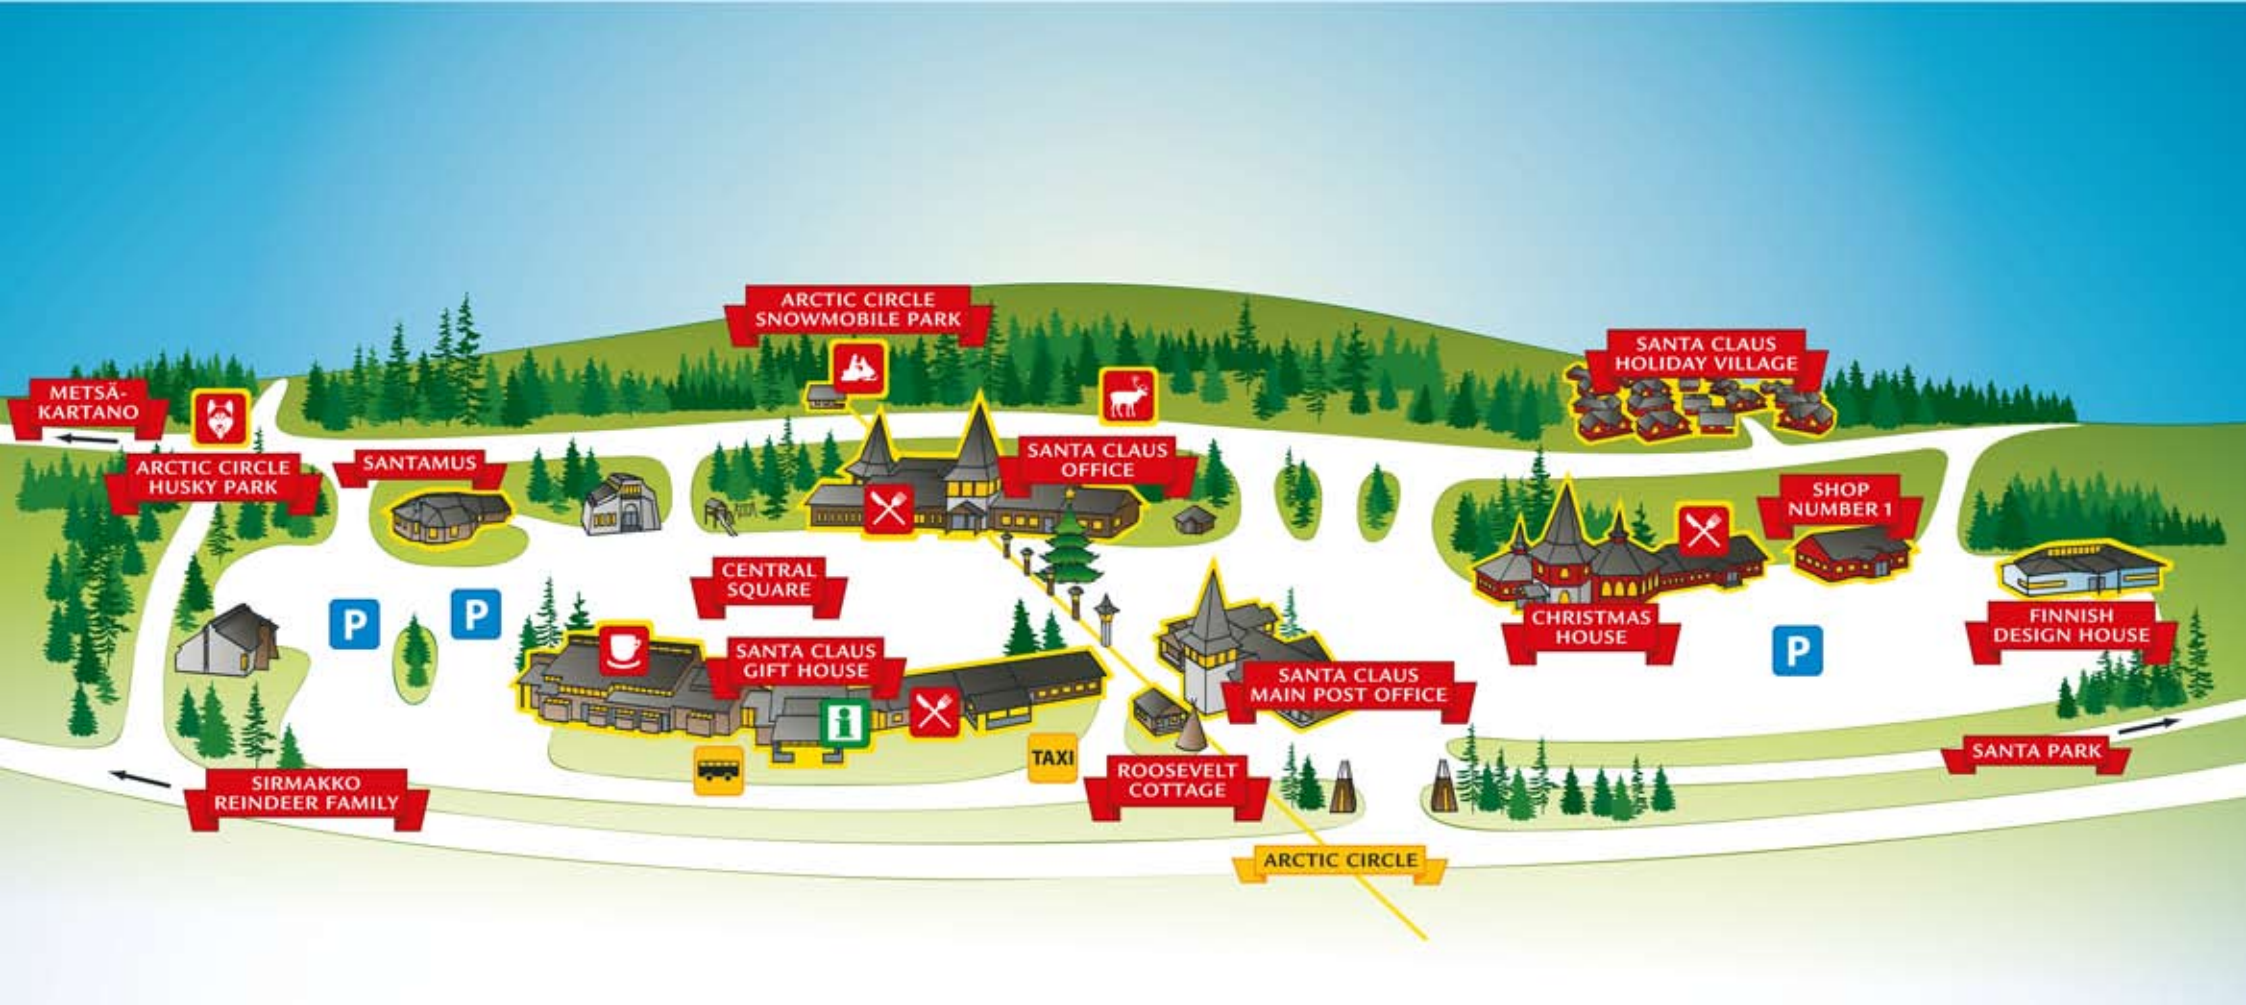 ARCTIC CIRCLE
SNOWMOBILE PARK
SANTA CLAUS
HOLIDAY VILLAGE
METSÄ-
KARTANO
ARCTIC CIRCLE
HUSKY PARK
SANTAMUS
SANTA CLAUS
OFFICE
SHOP
NUMBER 1
CENTRAL
SQUARE
P
P
CHRISTMAS
HOUSE
FINNISH
DESIGN HOUSE
P
SANTA CLAUS
GIFT HOUSE
SANTA CLAUS
MAIN POST OFFICE
i
TAXI
SANTA PARK
SIRMAKKO
REINDEER FAMILY
ROOSEVELT
COTTAGE
ARCTIC CIRCLE